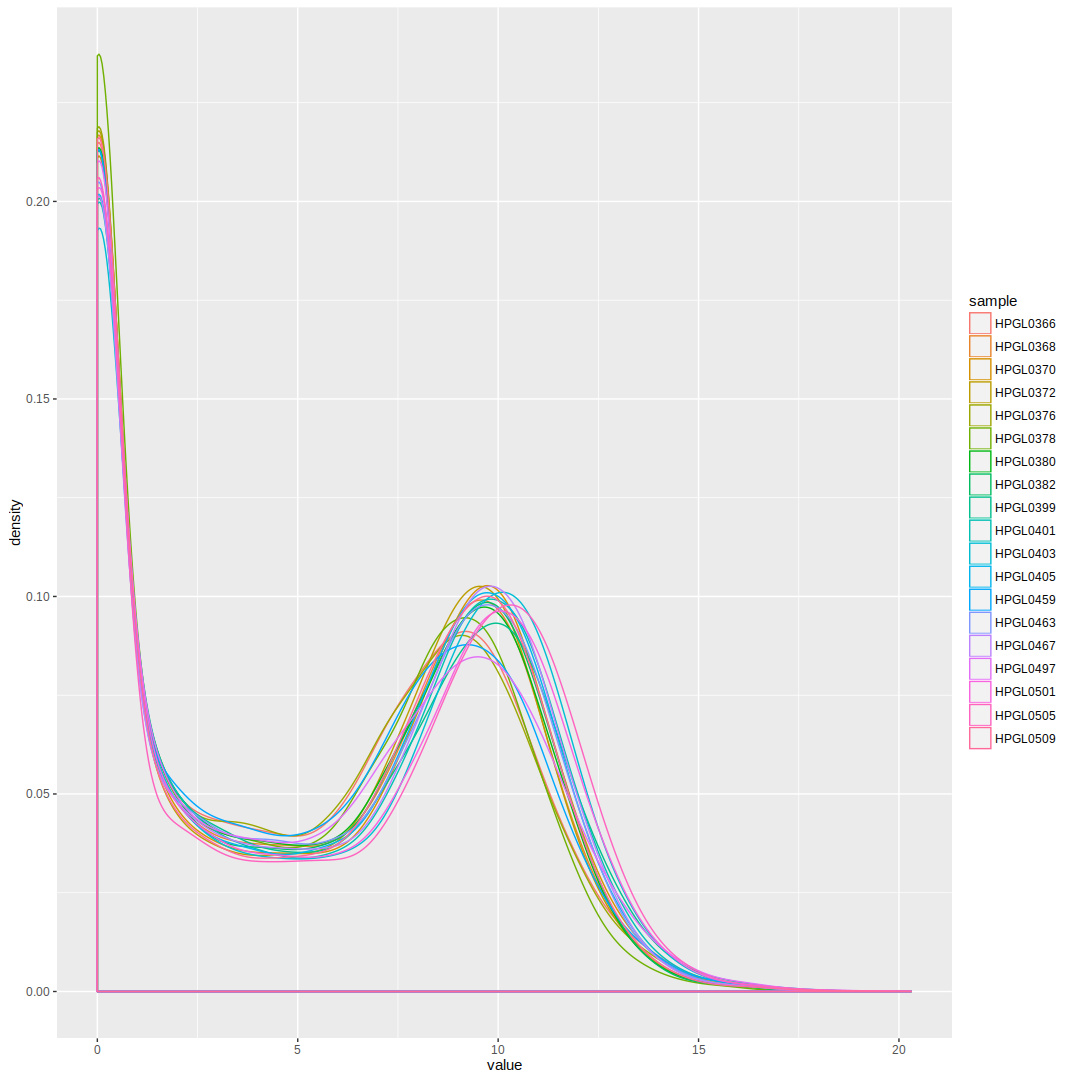 density
0.20
0.15
0.10
0.05
0.00
0 5 10 15 20
value
sample
HPGL0366
HPGL0368
HPGL0370
HPGL0372
HPGL0376
HPGL0378
HPGL0380
HPGL0382
HPGL0399
HPGL0401
HPGL0403
HPGL0405
HPGL0459
HPGL0463
HPGL0467
HPGL0497
HPGL0501
HPGL0505
HPGL0509